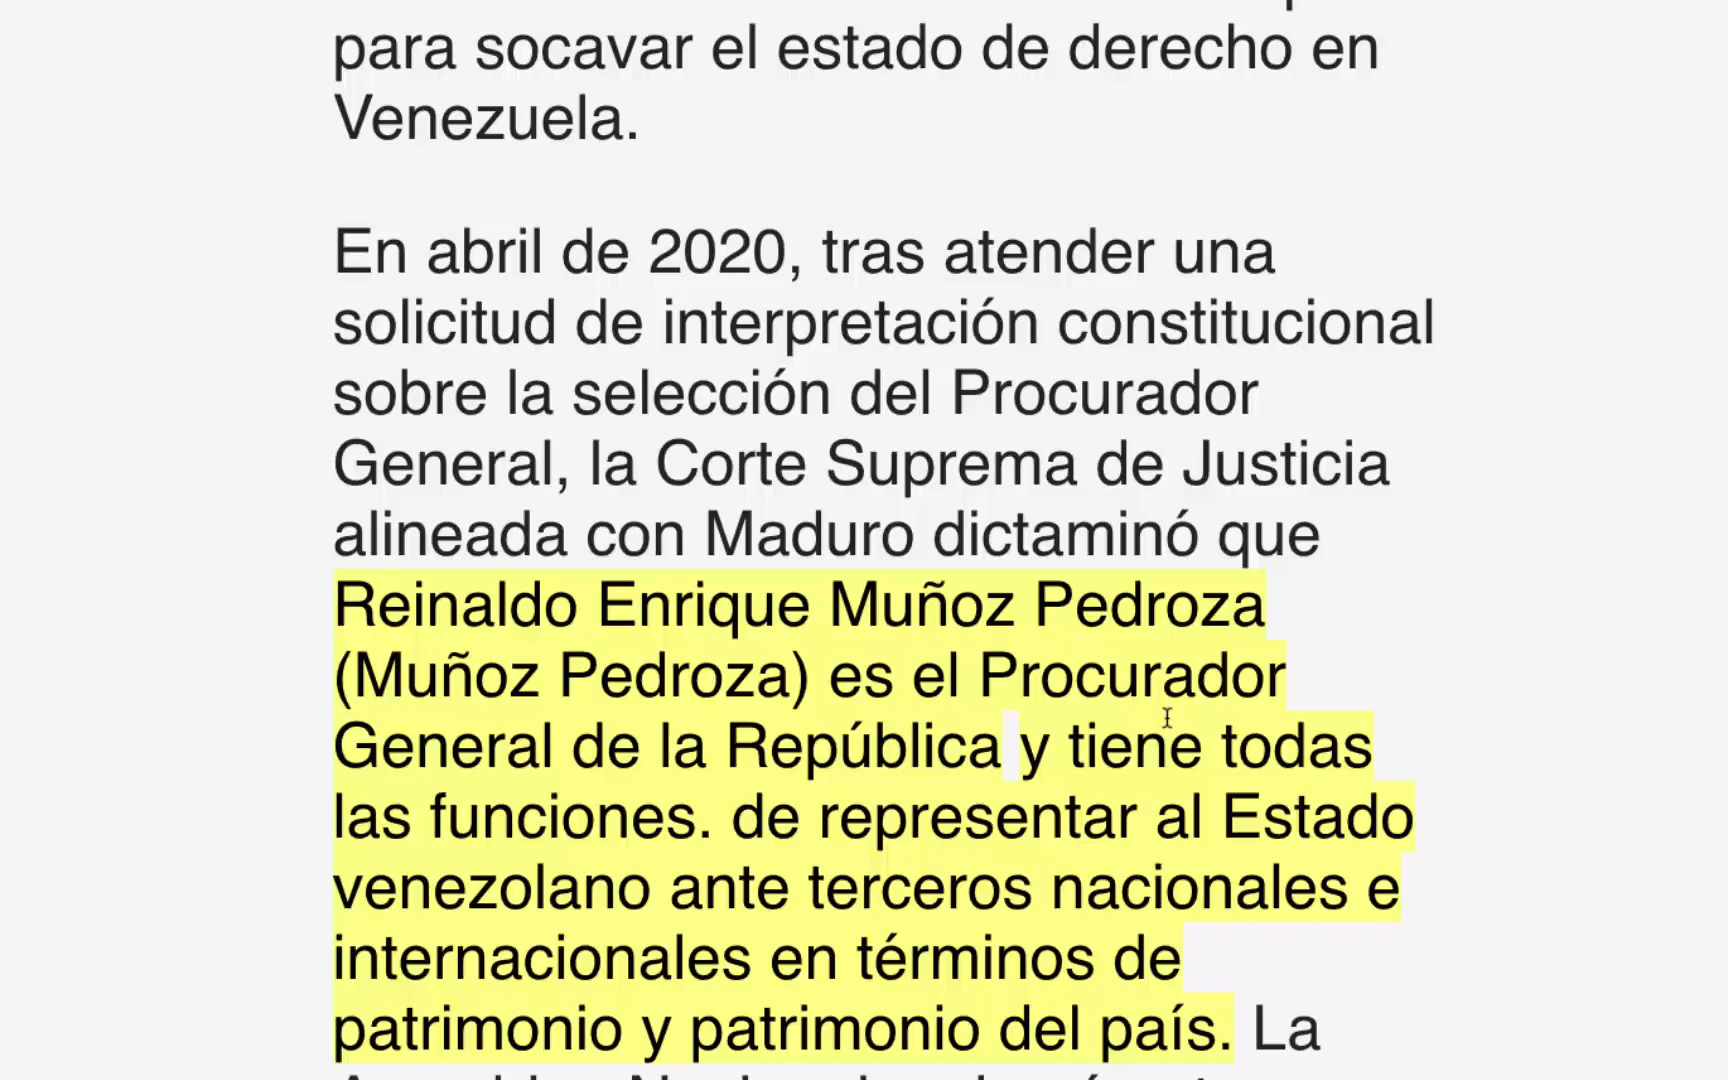 para socavar el estado de derecho en
Venezuela.
En abril de 2020, tras atender una
solicitud de interpretación constitucional
sobre la selección del Procurador
General, la Corte Suprema de Justicia
alineada con Maduro dictaminó que
Reinaldo Enrique Muñoz Pedroza
(Muñoz Pedroza) es el Procurador
General de la República y tiene todas
las funciones. de representar al Estado
venezolano ante terceros nacionales e
internacionales en términos de
patrimonio y patrimonio del país. La